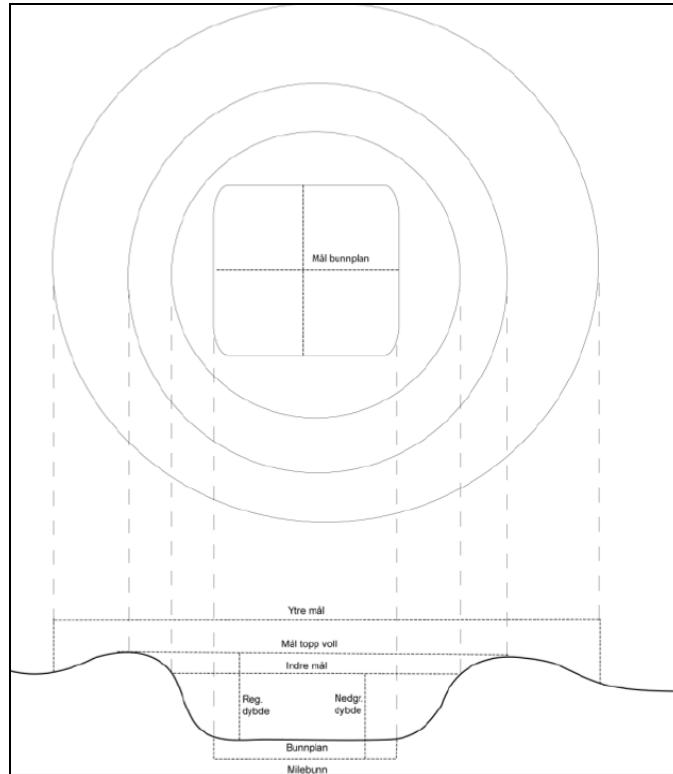 Mål bunnplan
Ytre mål
Mål topp voll
Indre mål
Reg.
dybde
Nedgr.
dybde
Bunnplan
Milebunn